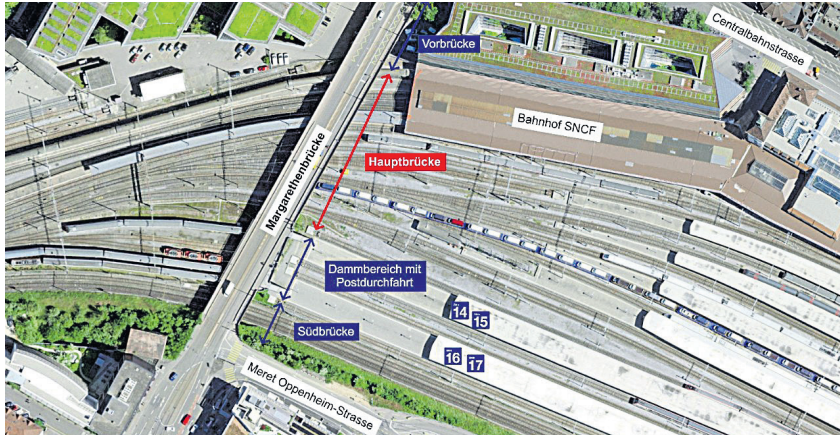 Centralbahnstrasse
Vorbrücke
Bahnhof SNCF
Hauptbrücke
Margarethenbrücke
Dammbereich mit
Postdurchfahrt
14
15
Südbrücke
16
17
Meret Oppenheim-Strasse